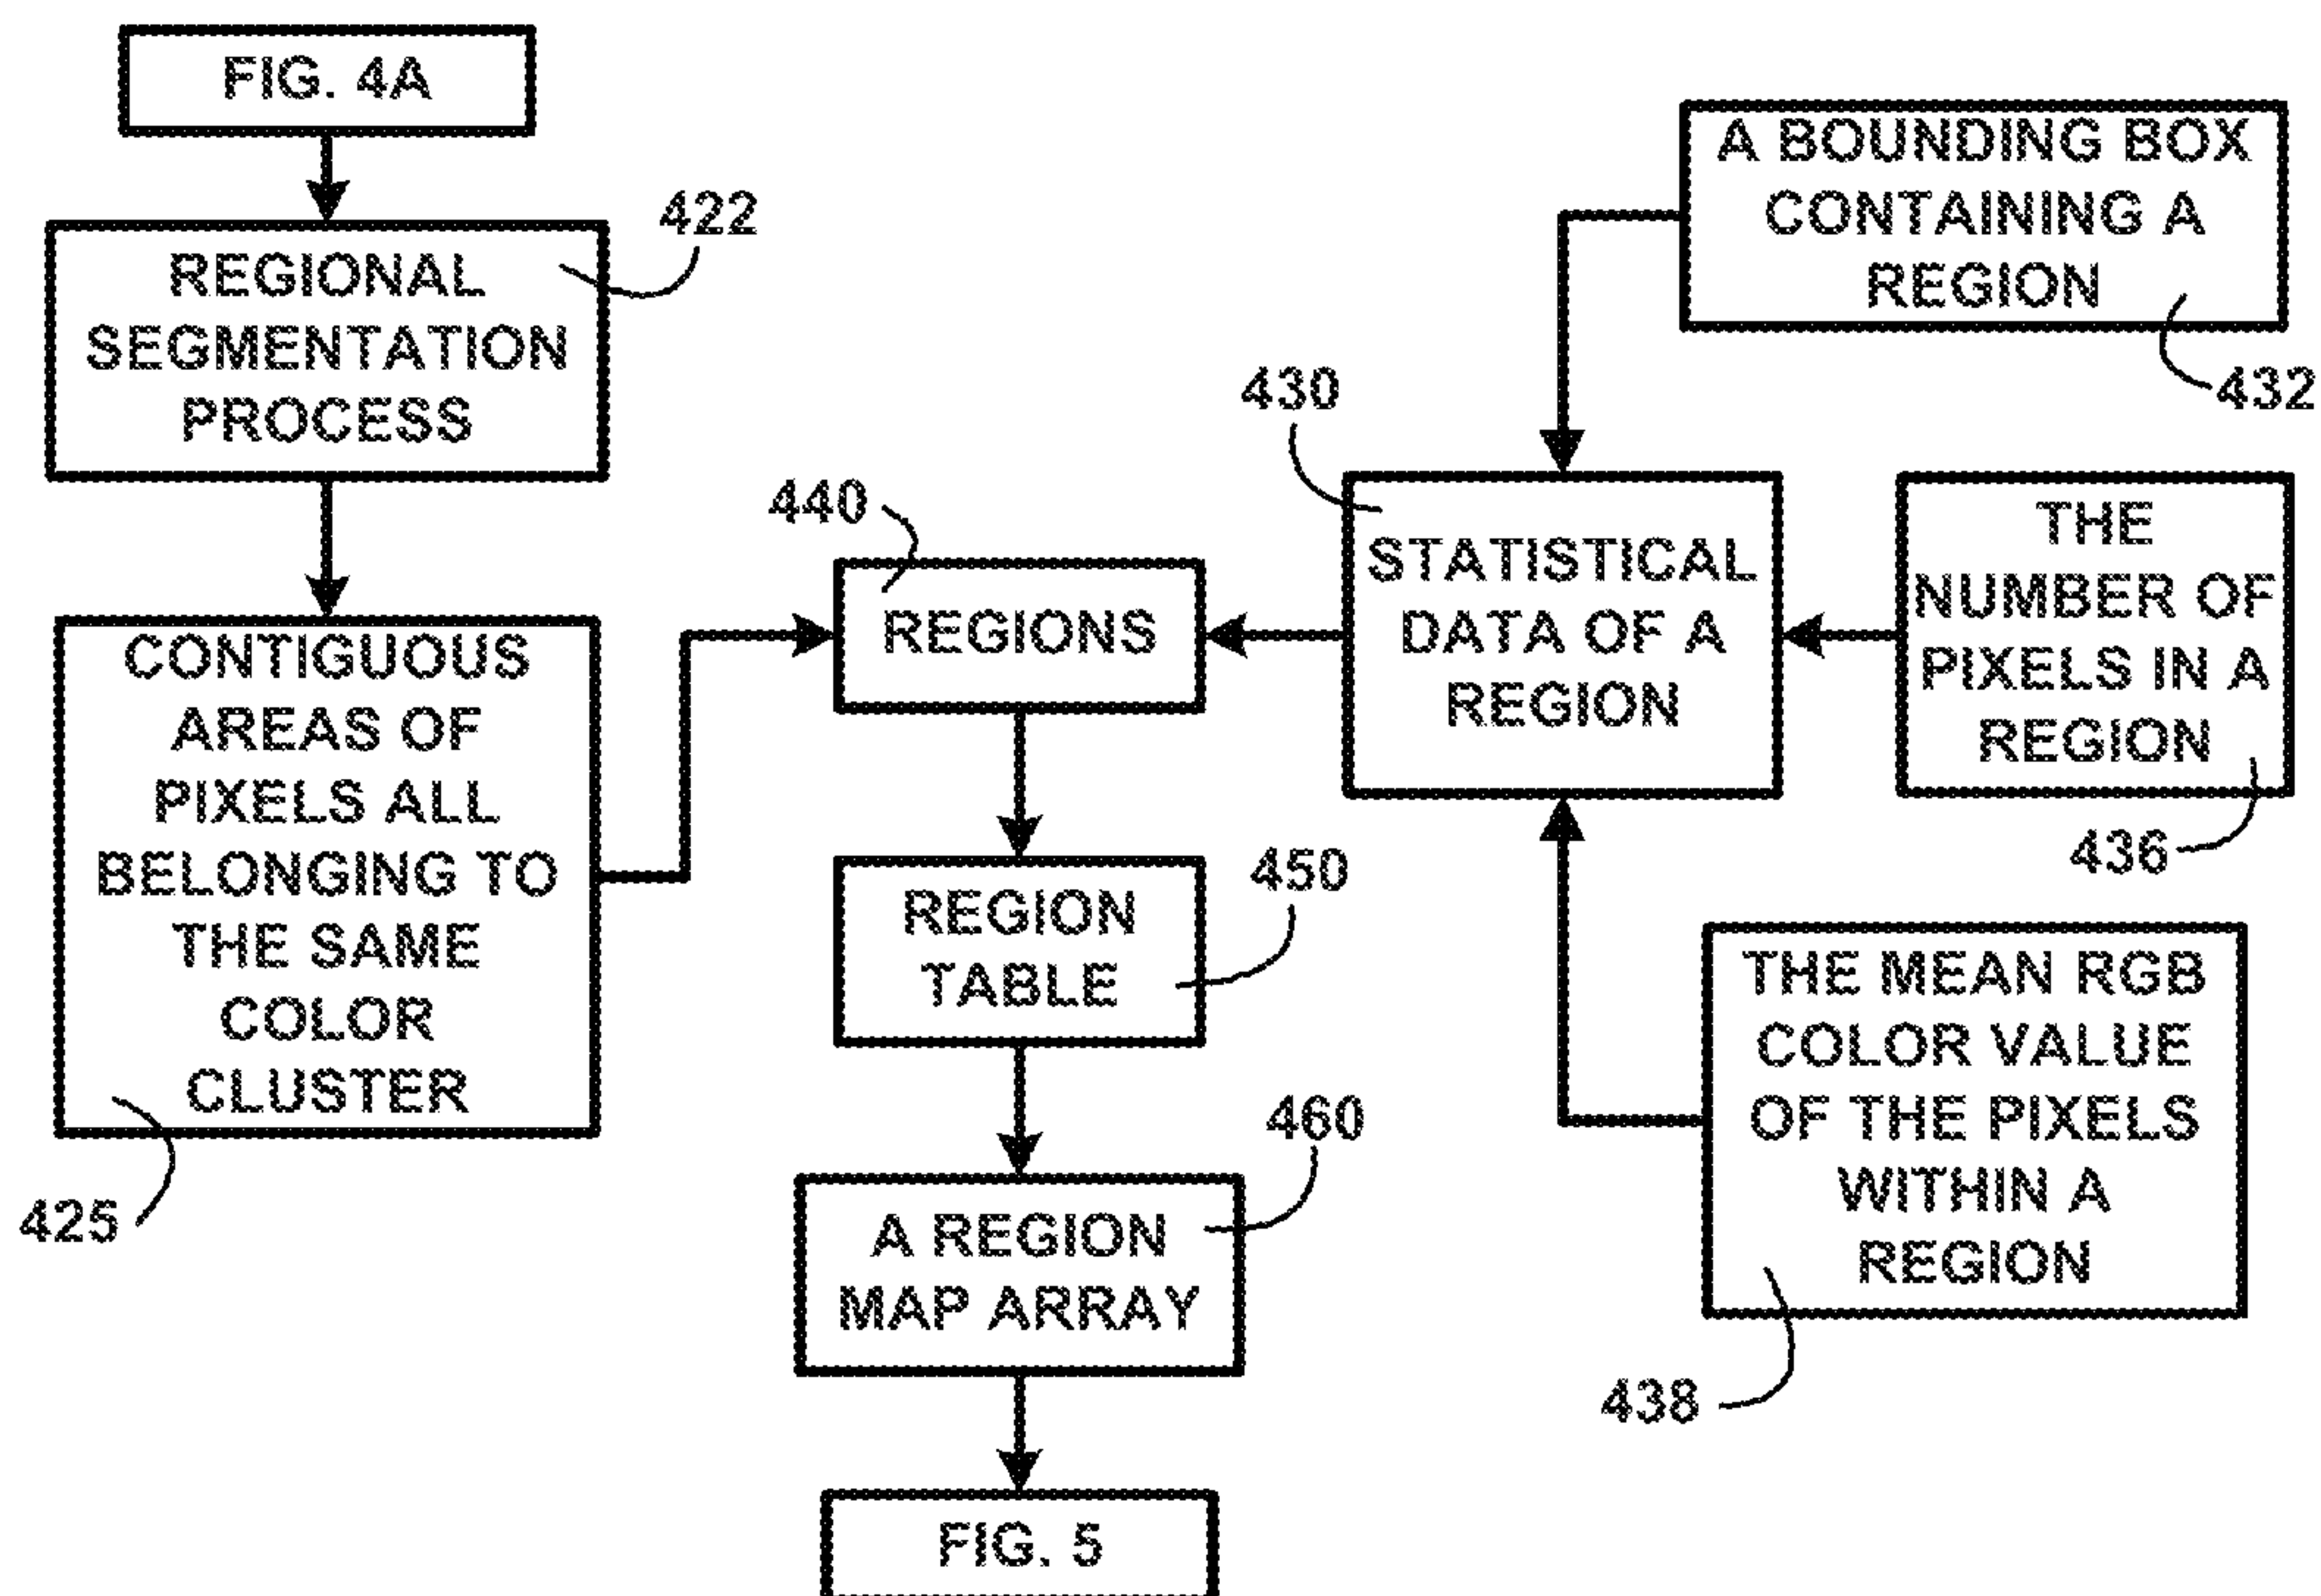 FIG. 4A
422
REGIONAL
SEGMENTATION
PROCESS
CONTIGUOUS
AREAS OF
PIXELS ALL
BELONGING TO
THE SAME
COLOR
CLUSTER
425
440
REGIONS
450
REGION
TABLE
460
A REGION
MAP ARRAY
FIG. 5
430
STATISTICAL
DATA OF A
REGION
A BOUNDING BOX
CONTAINING A
REGION
432
THE
NUMBER OF
PIXELS IN A
REGION
436
THE MEAN RGB
COLOR VALUE
OF THE PIXELS
WITHIN A
REGION
438